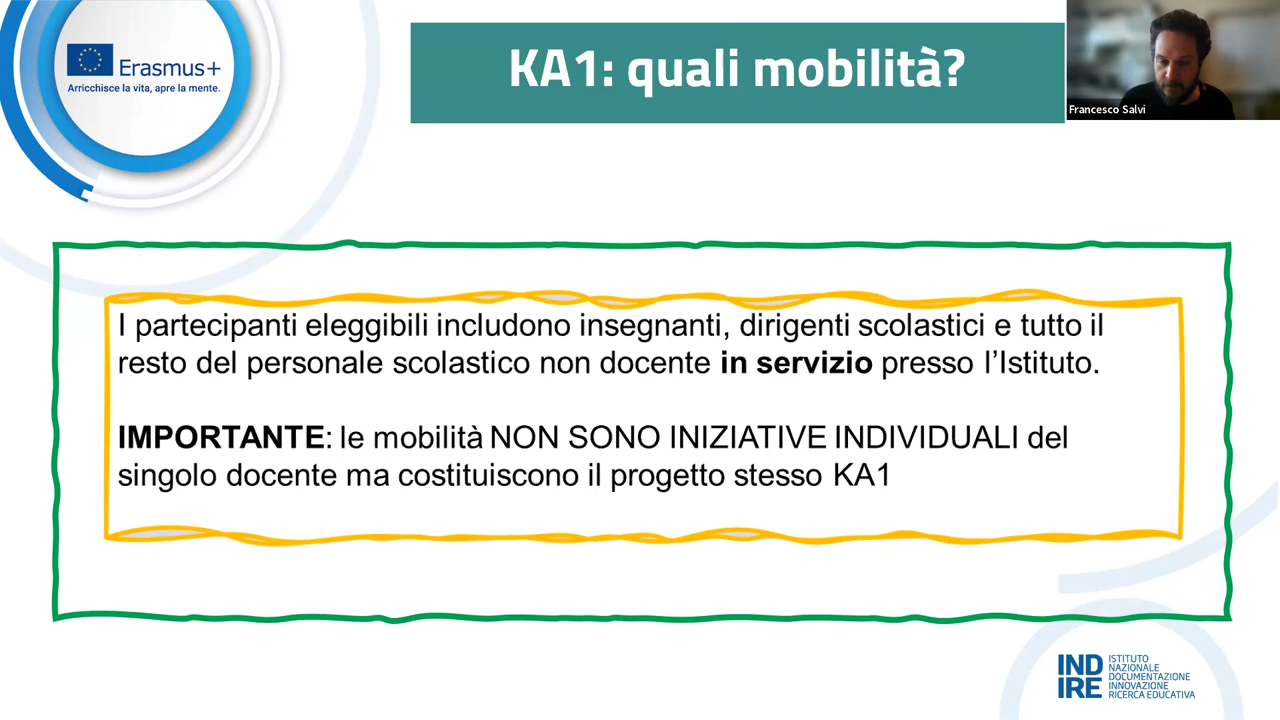 Erasmus+
Arricchisce la vita, apre la mente.
KA1: quali mobilità?
Francesco Salvi
I partecipanti eleggibili includono insegnanti, dirigenti scolastici e tutto il
resto del personale scolastico non docente in servizio presso l’Istituto.
IMPORTANTE: le mobilità NON SONO INIZIATIVE INDIVIDUALI del
singolo docente ma costituiscono il progetto stesso KA1
IND
IRE
ISTITUTO
NAZIONALE
DOCUMENTAZIONE
INNOVAZIONE
RICERCA EDUCATIVA